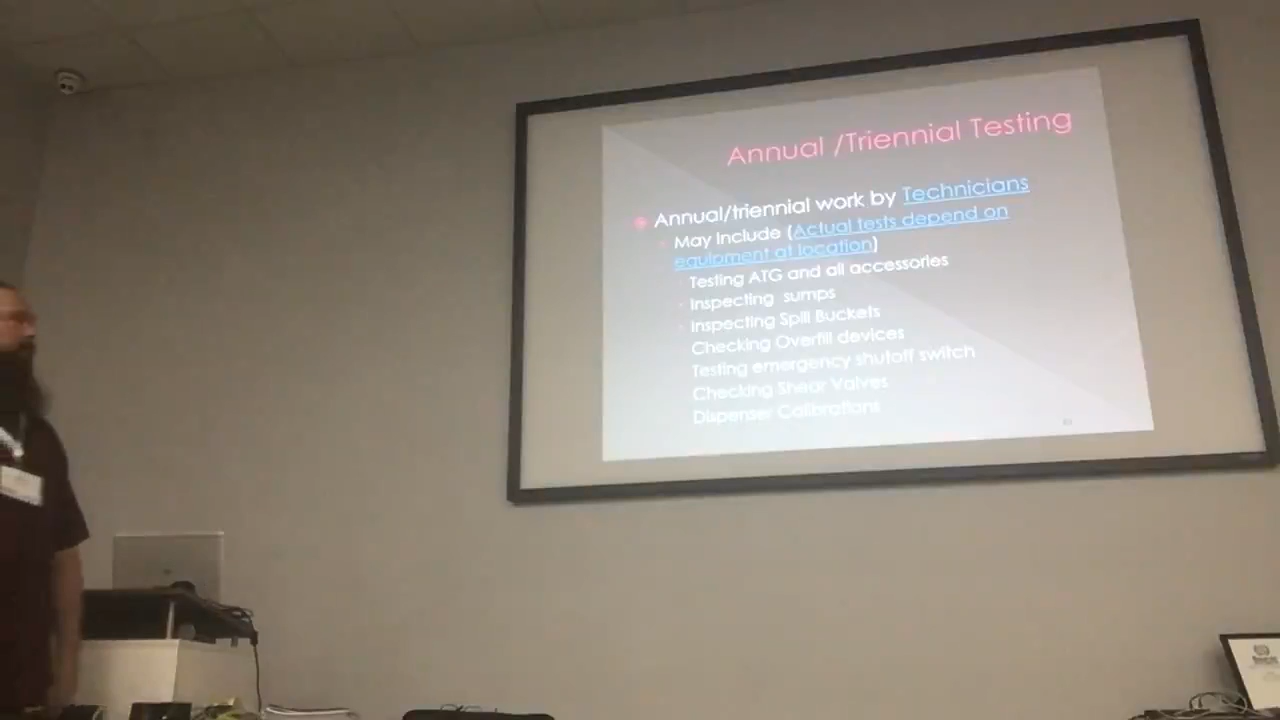 Annual /Triennial Testing
Annual/triennial work by Technicians
May Include (Actual tests depend on
equipment at location)
Testing ATG and all accessories
Inspecting sumps
Inspecting Spill Buckets
Checking Overfill devices
Testing emergency shutoff switch
Checking Shear Valves
Dispenser Calibrations